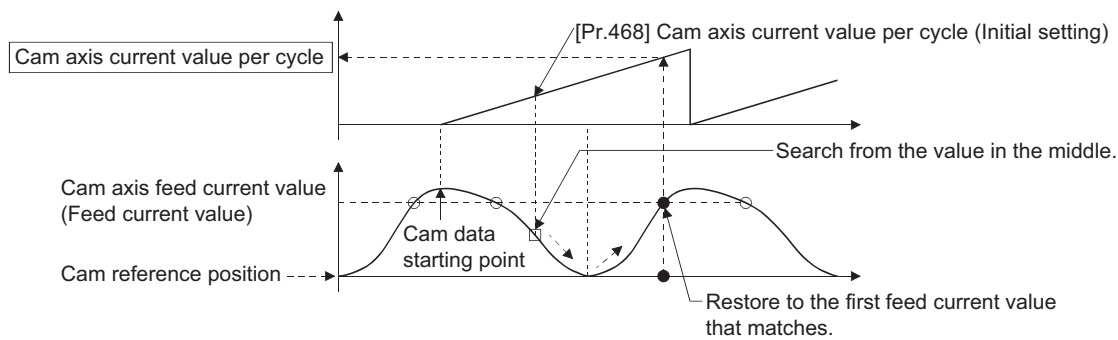 [Pr.468] Cam axis current value per cycle (Initial setting)
Cam axis current value per cycle
Search from the value in the middle.
Cam axis feed current value
(Feed current value)
Cam data
starting point
Cam reference position
Restore to the first feed current value
that matches.